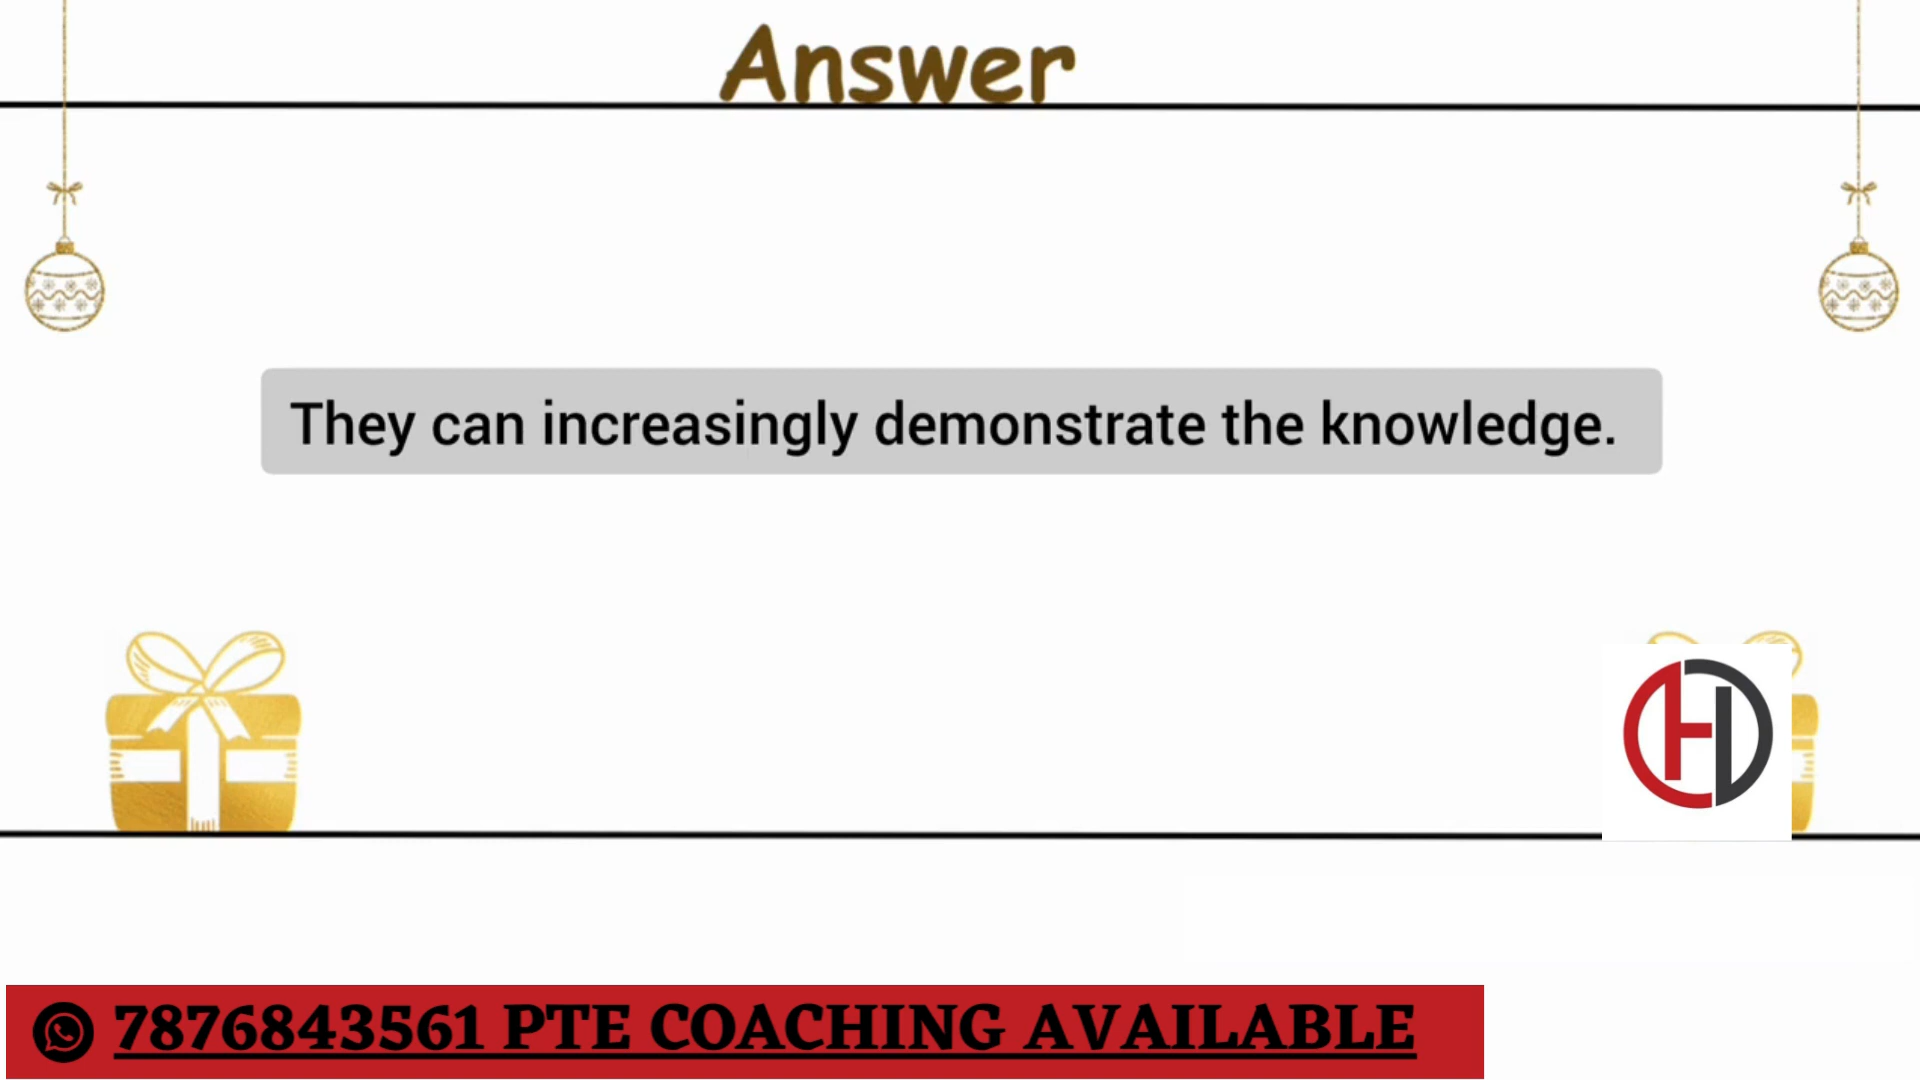 Answer
They can increasingly demonstrate the knowledge.
7876843561 PTE COACHING AVAILABLE